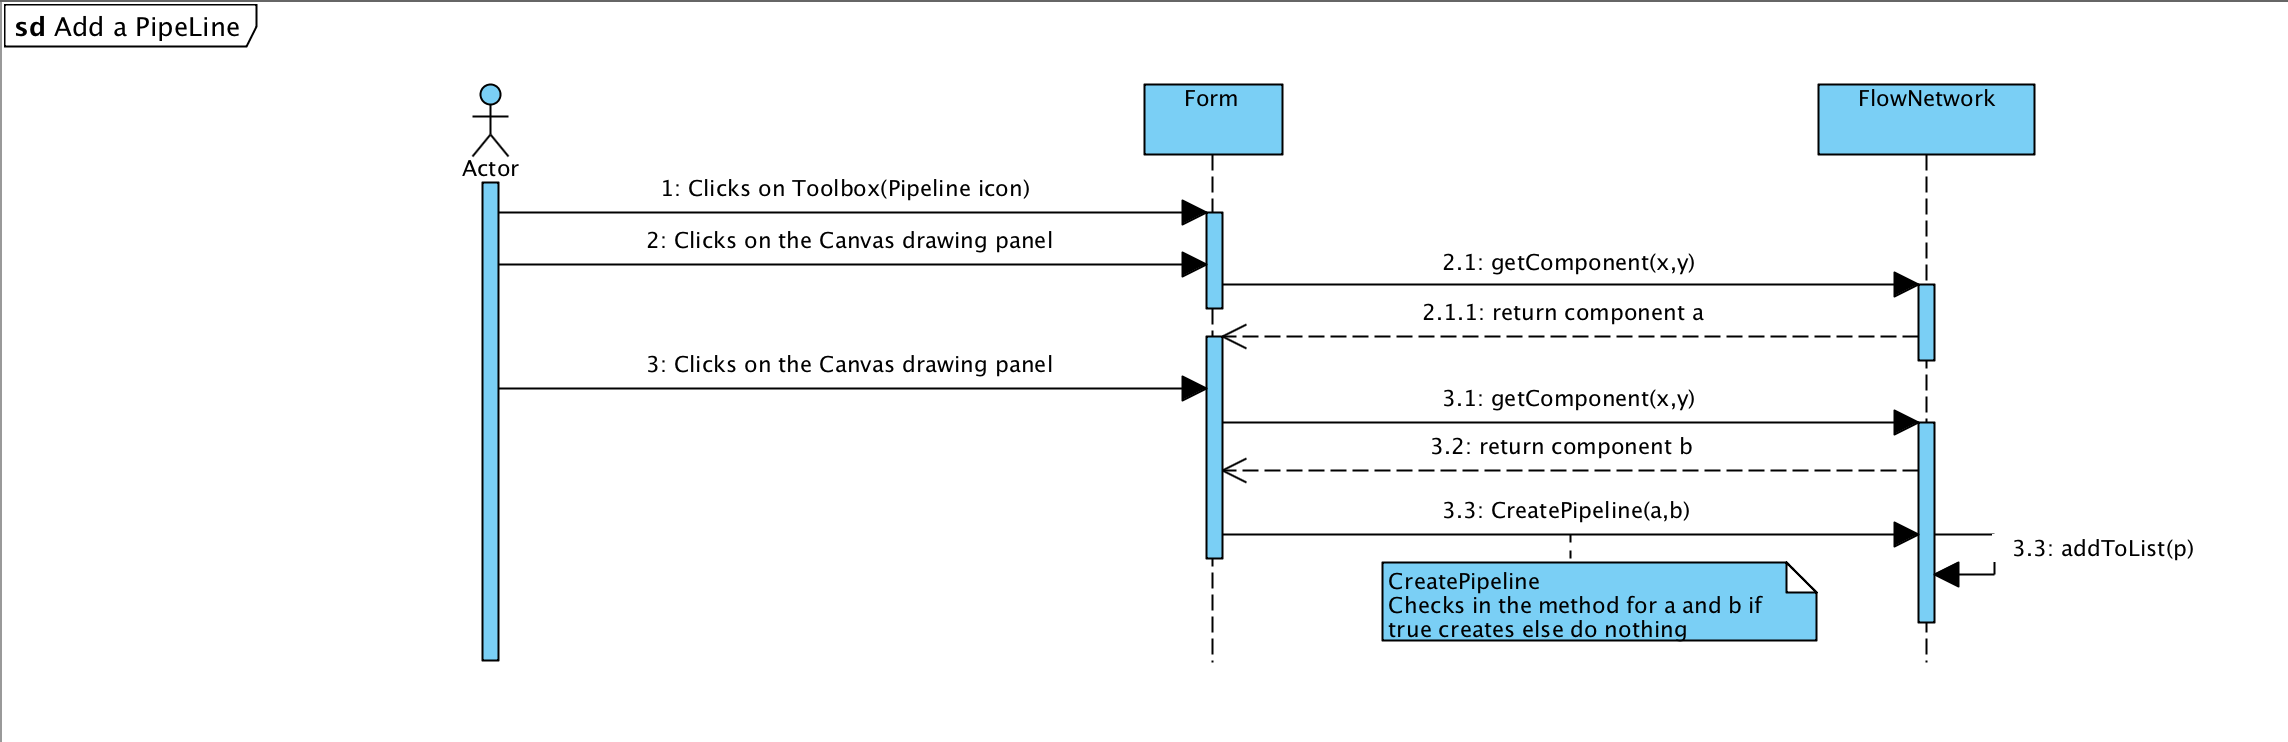 sd Add a PipeLine
Form
FlowNetwork
Actor
1: Clicks on Toolbox(Pipeline icon)
2: Clicks on the Canvas drawing panel
2.1: getComponent(x,y)
2.1.1: return component a
3: Clicks on the Canvas drawing panel
3.1: getComponent(x,y)
3.2: return component b
3.3: CreatePipeline(a,b)
3.3: addToList(p)
CreatePipeline
Checks in the method for a and b if
true creates else do nothing